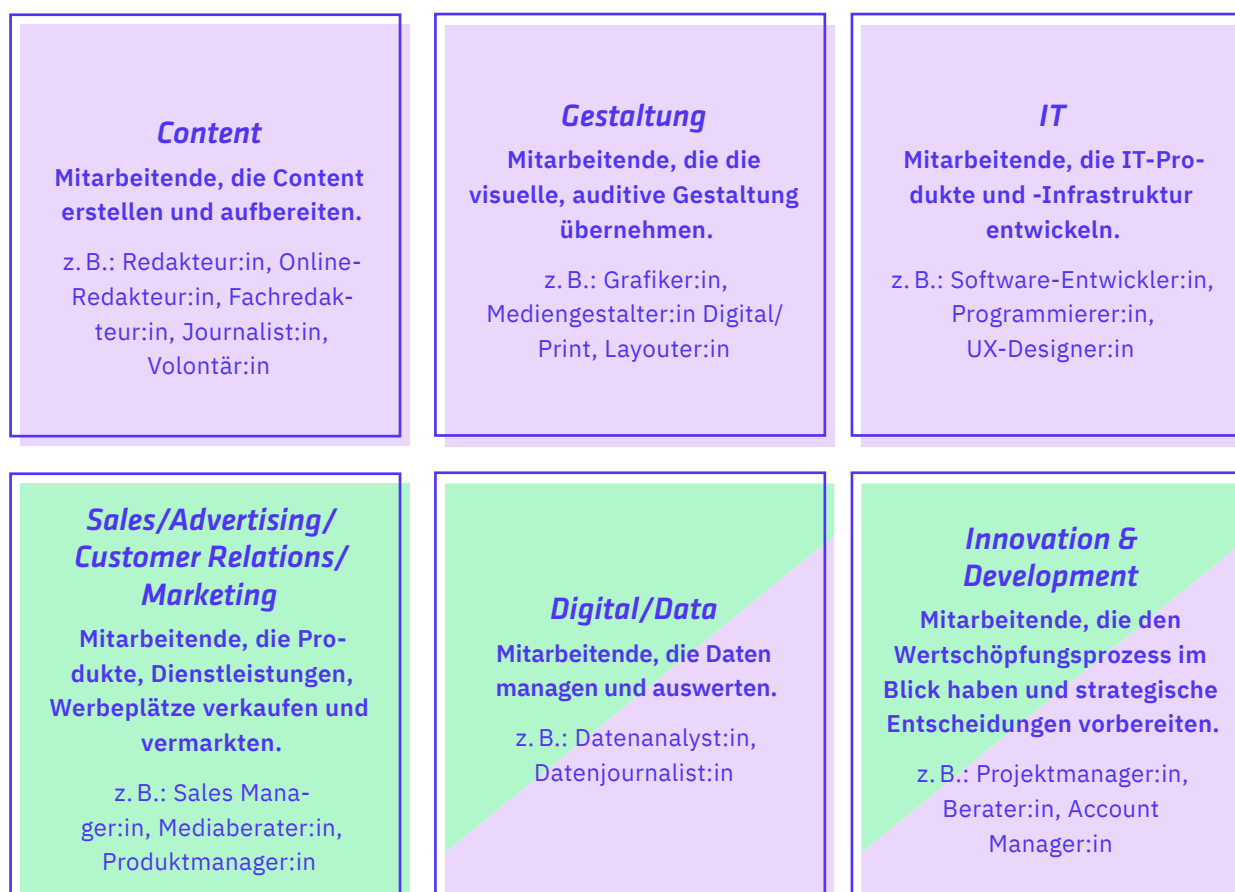 Content
Mitarbeitende, die Content
erstellen und aufbereiten.
z. B.: Redakteur:in, Online-
Redakteur:in, Fachredak-
teur:in, Journalist:in,
Volontär:in
Gestaltung
Mitarbeitende, die die
visuelle, auditive Gestaltung
übernehmen.
z. B.: Grafiker:in,
Mediengestalter:in Digital/
Print, Layouter:in
IT
Mitarbeitende, die IT-Pro-
dukte und -Infrastruktur
entwickeln.
z. B.: Software-Entwickler:in,
Programmierer:in,
UX-Designer:in
Sales/Advertising/
Customer Relations/
Marketing
Mitarbeitende, die Pro-
dukte, Dienstleistungen,
Werbeplätze verkaufen und
vermarkten.
z. B.: Sales Mana-
ger:in, Mediaberater:in,
Produktmanager:in
Digital/Data
Mitarbeitende, die Daten
managen und auswerten.
z. B.: Datenanalyst:in,
Datenjournalist:in
Innovation &
Development
Mitarbeitende, die den
Wertschöpfungsprozess im
Blick haben und strategische
Entscheidungen vorbereiten.
z. B.: Projektmanager:in,
Berater:in, Account
Manager:in